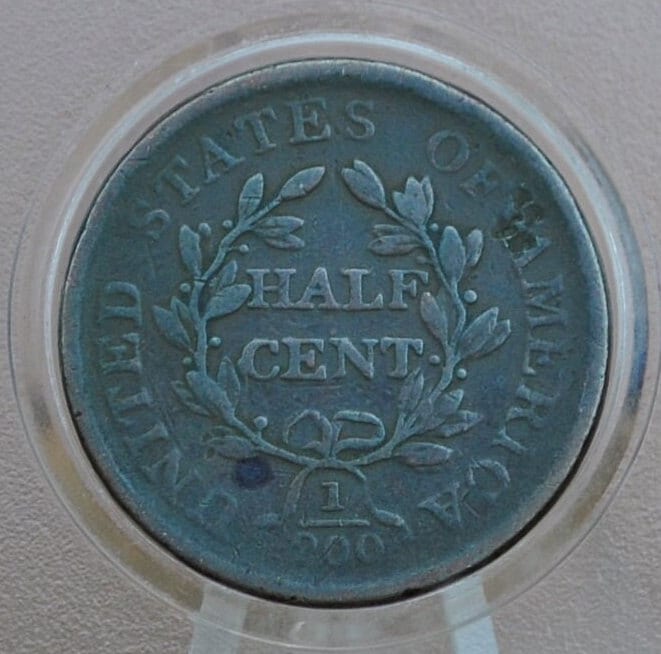 UNITED STATES OF AMERICA
HALF
CENT
1
200